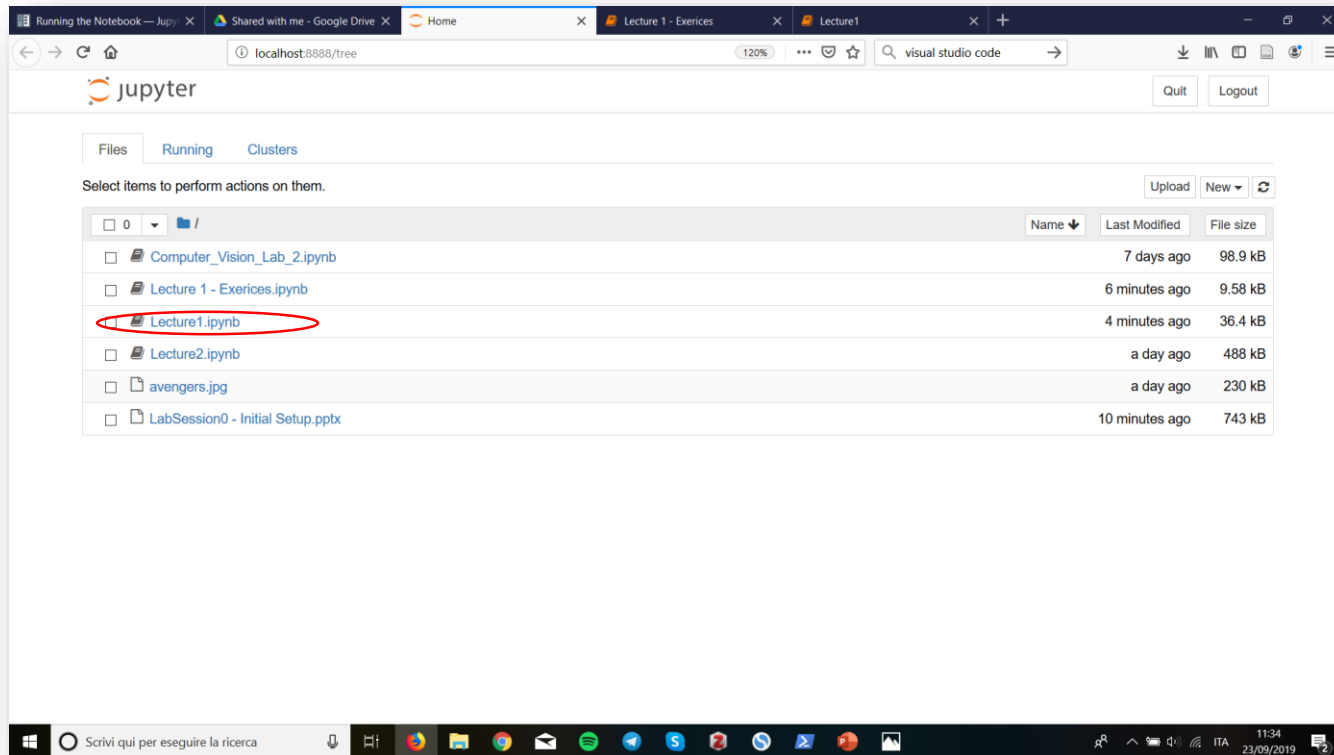 Running the Notebook — Jupy
Shared with me - Google Drive
Home
Lecture 1 - Exerices
Lecture1
localhost:8888/tree
120%
visual studio code
jupyter
Quit
Logout
Files
Running
Clusters
Select items to perform actions on them.
Upload
New
0
/
Name
Last Modified
File size
Computer_Vision_Lab_2.ipynb 7 days ago 98.9 kB
Lecture 1 - Exerices.ipynb 6 minutes ago 9.58 kB
Lecture1.ipynb 4 minutes ago 36.4 kB
Lecture2.ipynb a day ago 488 kB
avengers.jpg a day ago 230 kB
LabSession0 - Initial Setup.pptx 10 minutes ago 743 kB
Scrivi qui per eseguire la ricerca
ITA
11:34
23/09/2019